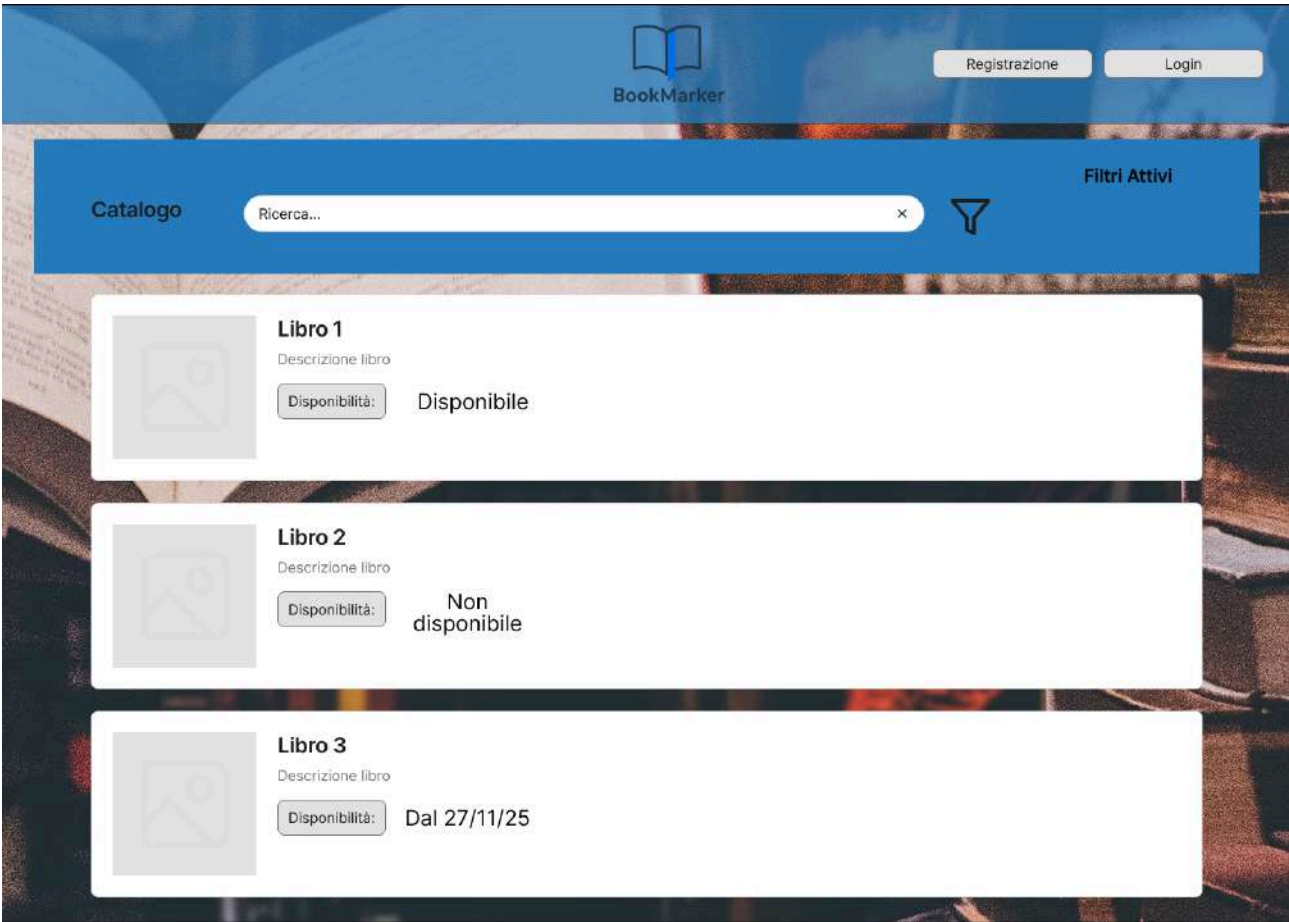 BookMarker
Registrazione
Login
Filtri Attivi
Catalogo
Ricerca...
×
Libro 1
Descrizione libro
Disponibilità:
Disponibile
Libro 2
Descrizione libro
Disponibilità:
Non
disponibile
Libro 3
Descrizione libro
Disponibilità:
Dal 27/11/25